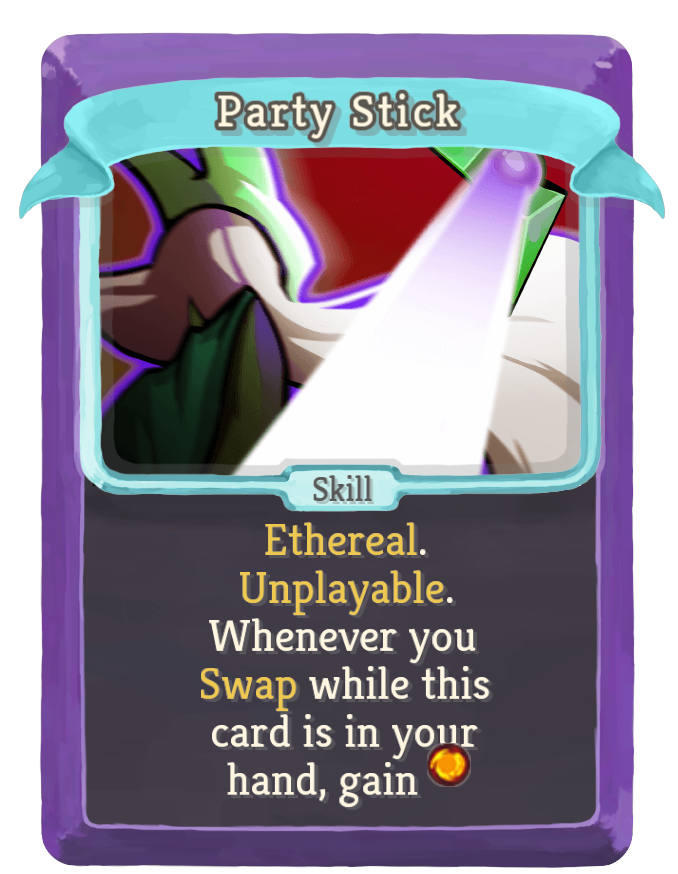 Party Stick
Skill
Ethereal.
Unplayable.
Whenever you
Swap while this
card is in your
hand, gain